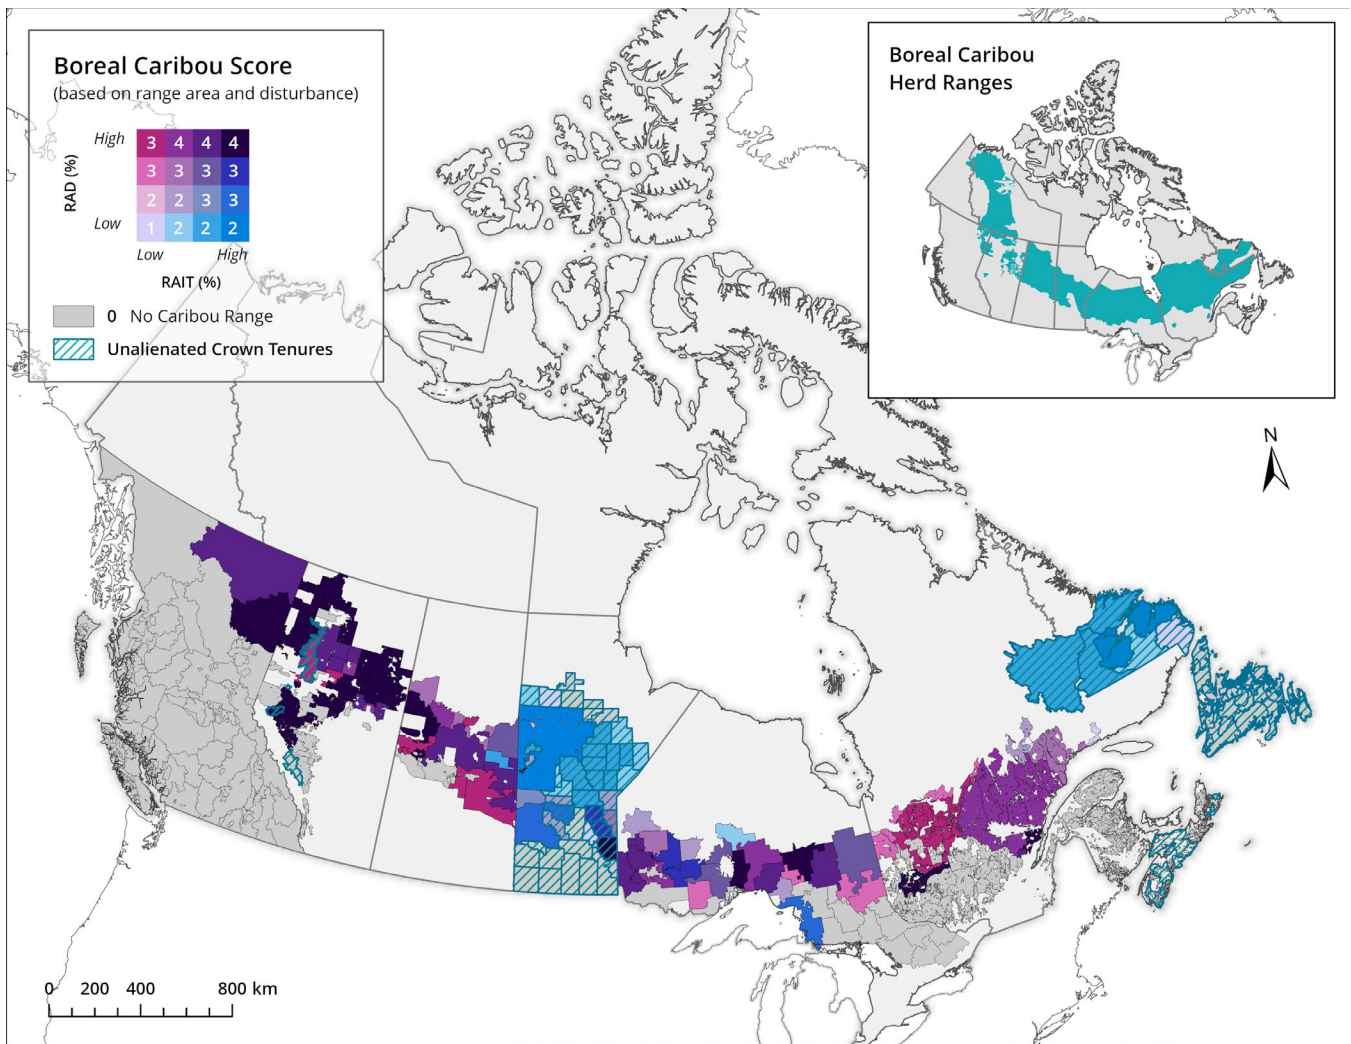 Boreal Caribou Score
(based on range area and disturbance)
High
3 4 4 4
3 3 3 3
2 2 3 3
Low
1 2 2 2
RAD (%)
Low High
RAIT (%)
0 No Caribou Range
Unalienated Crown Tenures
Boreal Caribou
Herd Ranges
N
0 200 400 800 km